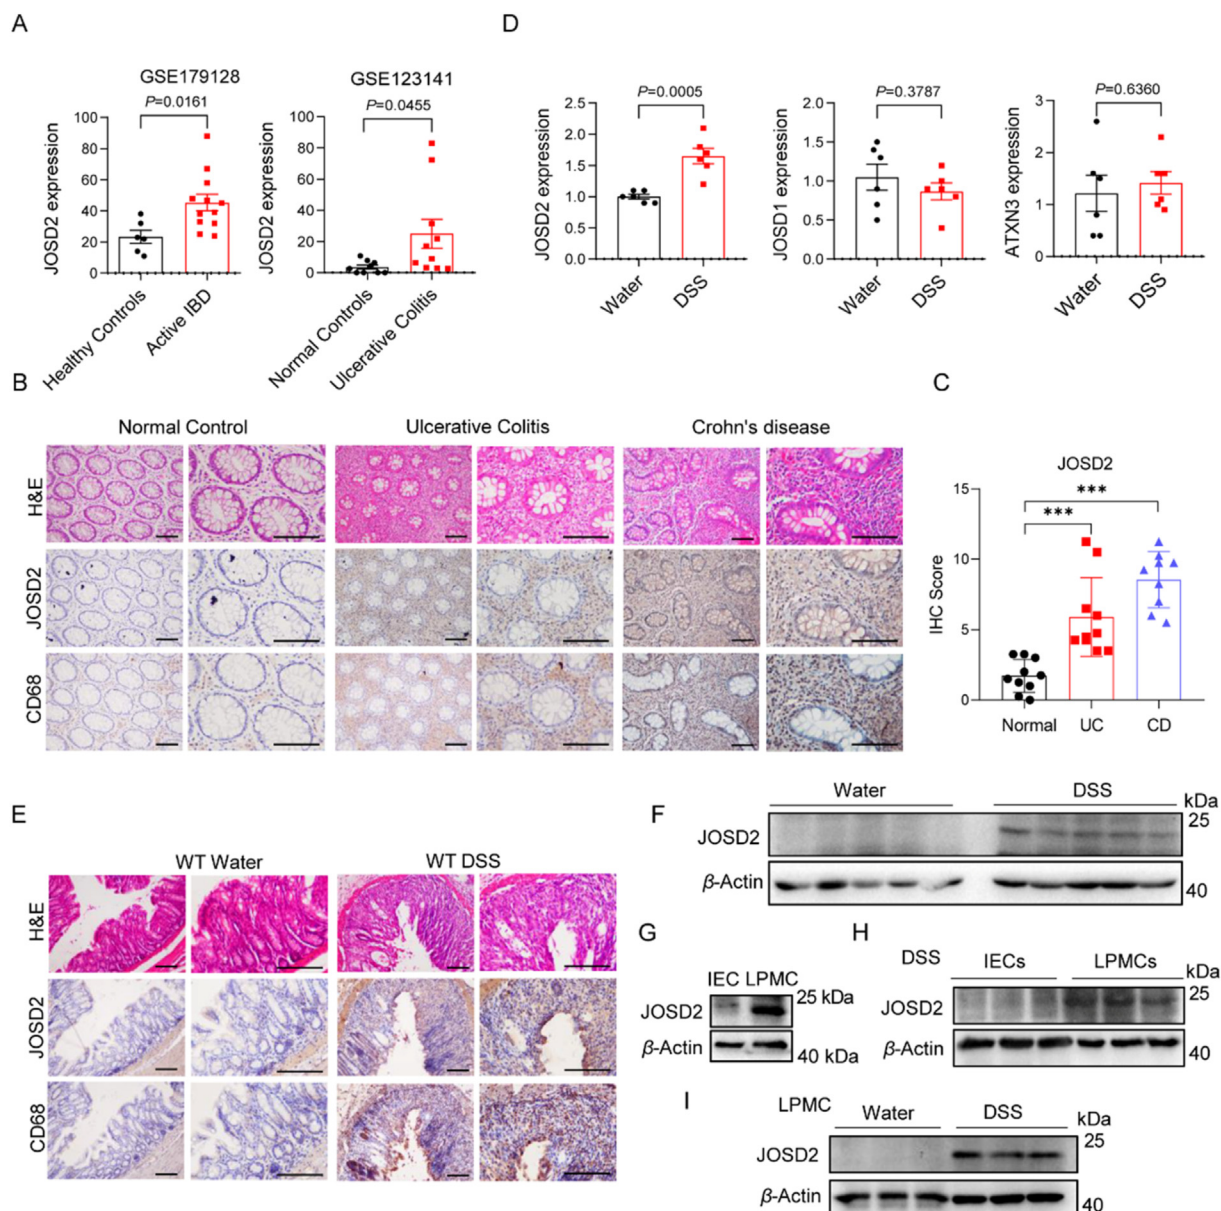 A
GSE179128
P=0.0161
JOSD2 expression
100
80
60
40
20
0
Healthy Controls
Active IBD
GSE123141
P=0.0455
JOSD2 expression
100
80
60
40
20
0
Normal Controls
Ulcerative Colitis
D
P=0.0005
JOSD2 expression
2.5
2.0
1.5
1.0
0.5
0.0
Water
DSS
P=0.3787
JOSD1 expression
2.0
1.5
1.0
0.5
0.0
Water
DSS
P=0.6360
ATXN3 expression
3
2
1
0
Water
DSS
B
Normal Control
Ulcerative Colitis
Crohn's disease
H&E
JOSD2
CD68
C
JOSD2
***
***
IHC Score
15
10
5
0
Normal
UC
CD
E
WT Water
WT DSS
H&E
JOSD2
CD68
F
Water
DSS
kDa
JOSD2
25
β-Actin
40
G
IEC LPMC
JOSD2
25 kDa
β-Actin
40 kDa
H
DSS
IECs
LPMCs
kDa
JOSD2
25
β-Actin
40
I
LPMC
Water
DSS
kDa
JOSD2
25
β-Actin
40